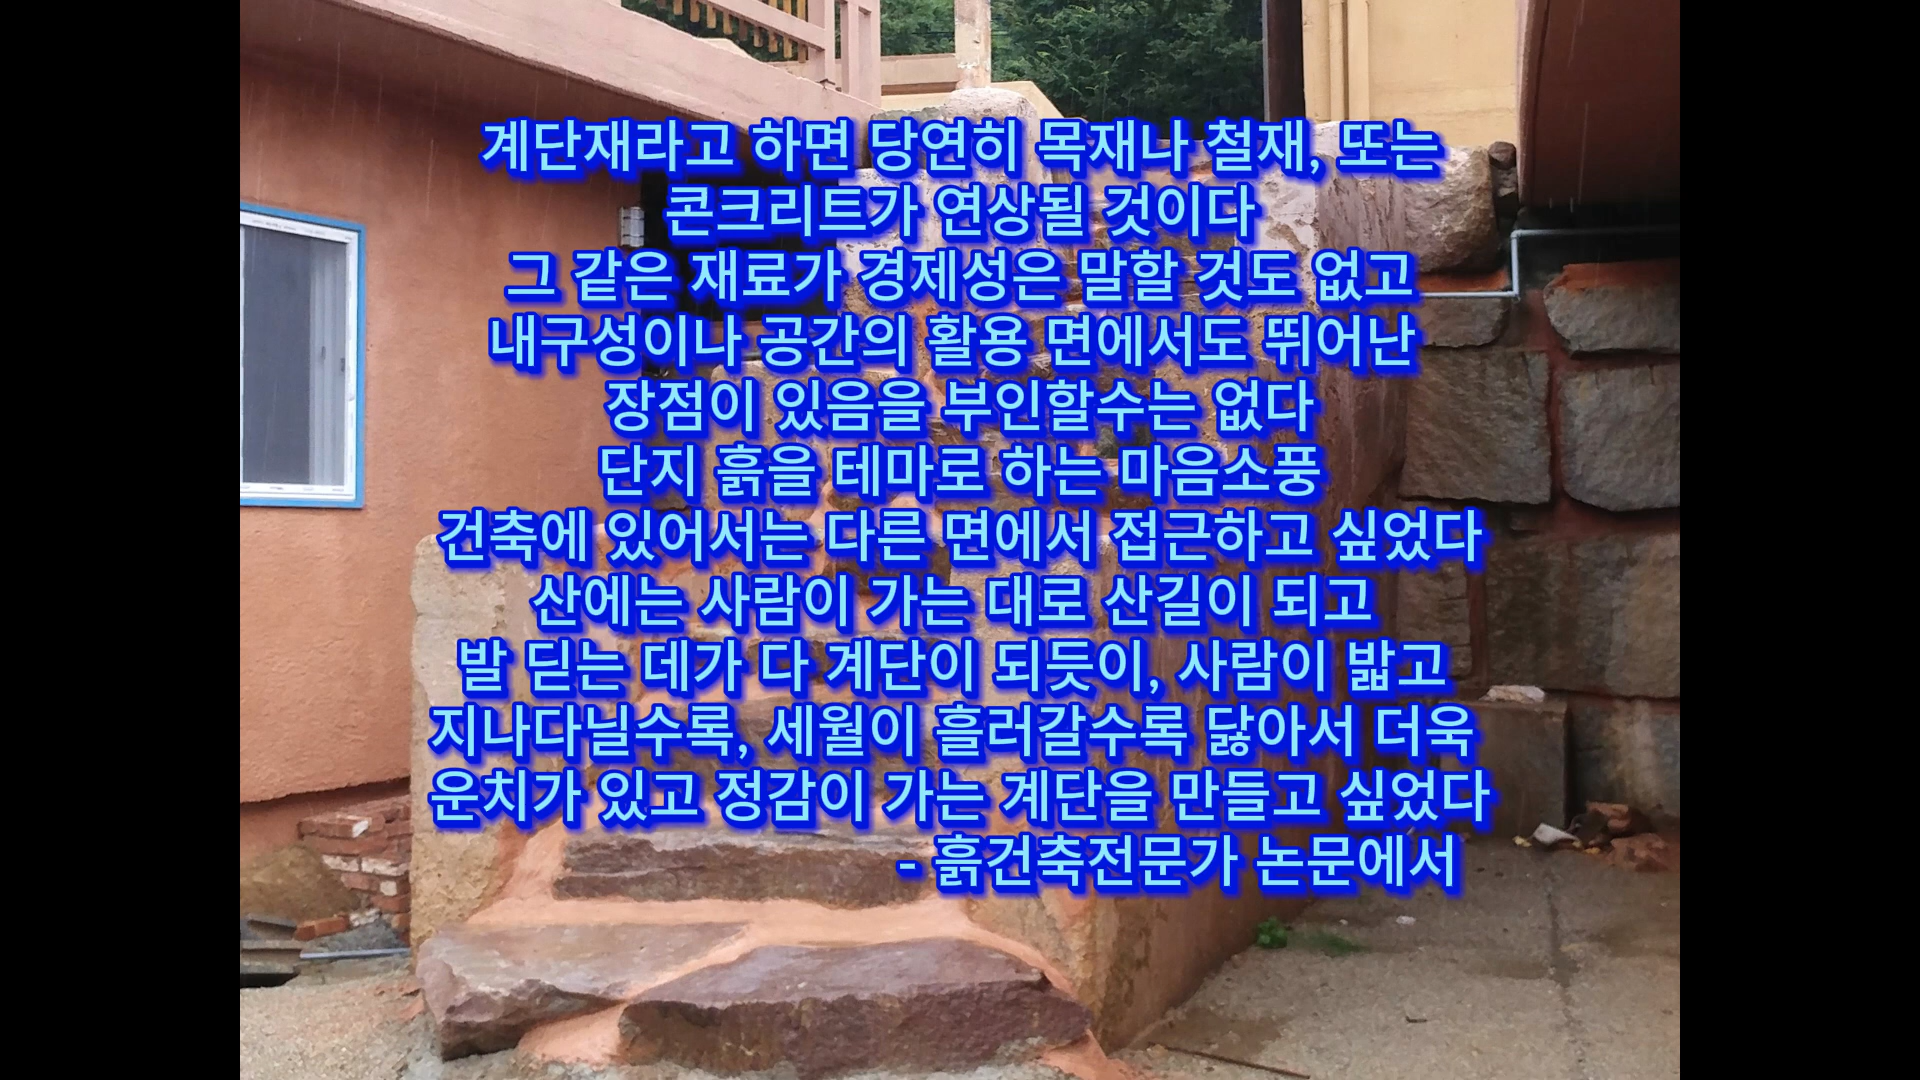 계단재라고 하면 당연히 목재나 철재, 또는
콘크리트가 연상될 것이다
그 같은 재료가 경제성은 말할 것도 없고
내구성이나 공간의 활용 면에서도 뛰어난
장점이 있음을 부인할수는 없다
단지 흙을 테마로 하는 마음소풍
건축에 있어서는 다른 면에서 접근하고 싶었다
산에는 사람이 가는 대로 산길이 되고
발 딛는 데가 다 계단이 되듯이, 사람이 밟고
지나다닐수록, 세월이 흘러갈수록 닳아서 더욱
운치가 있고 정감이 가는 계단을 만들고 싶었다
- 흙건축전문가 논문에서